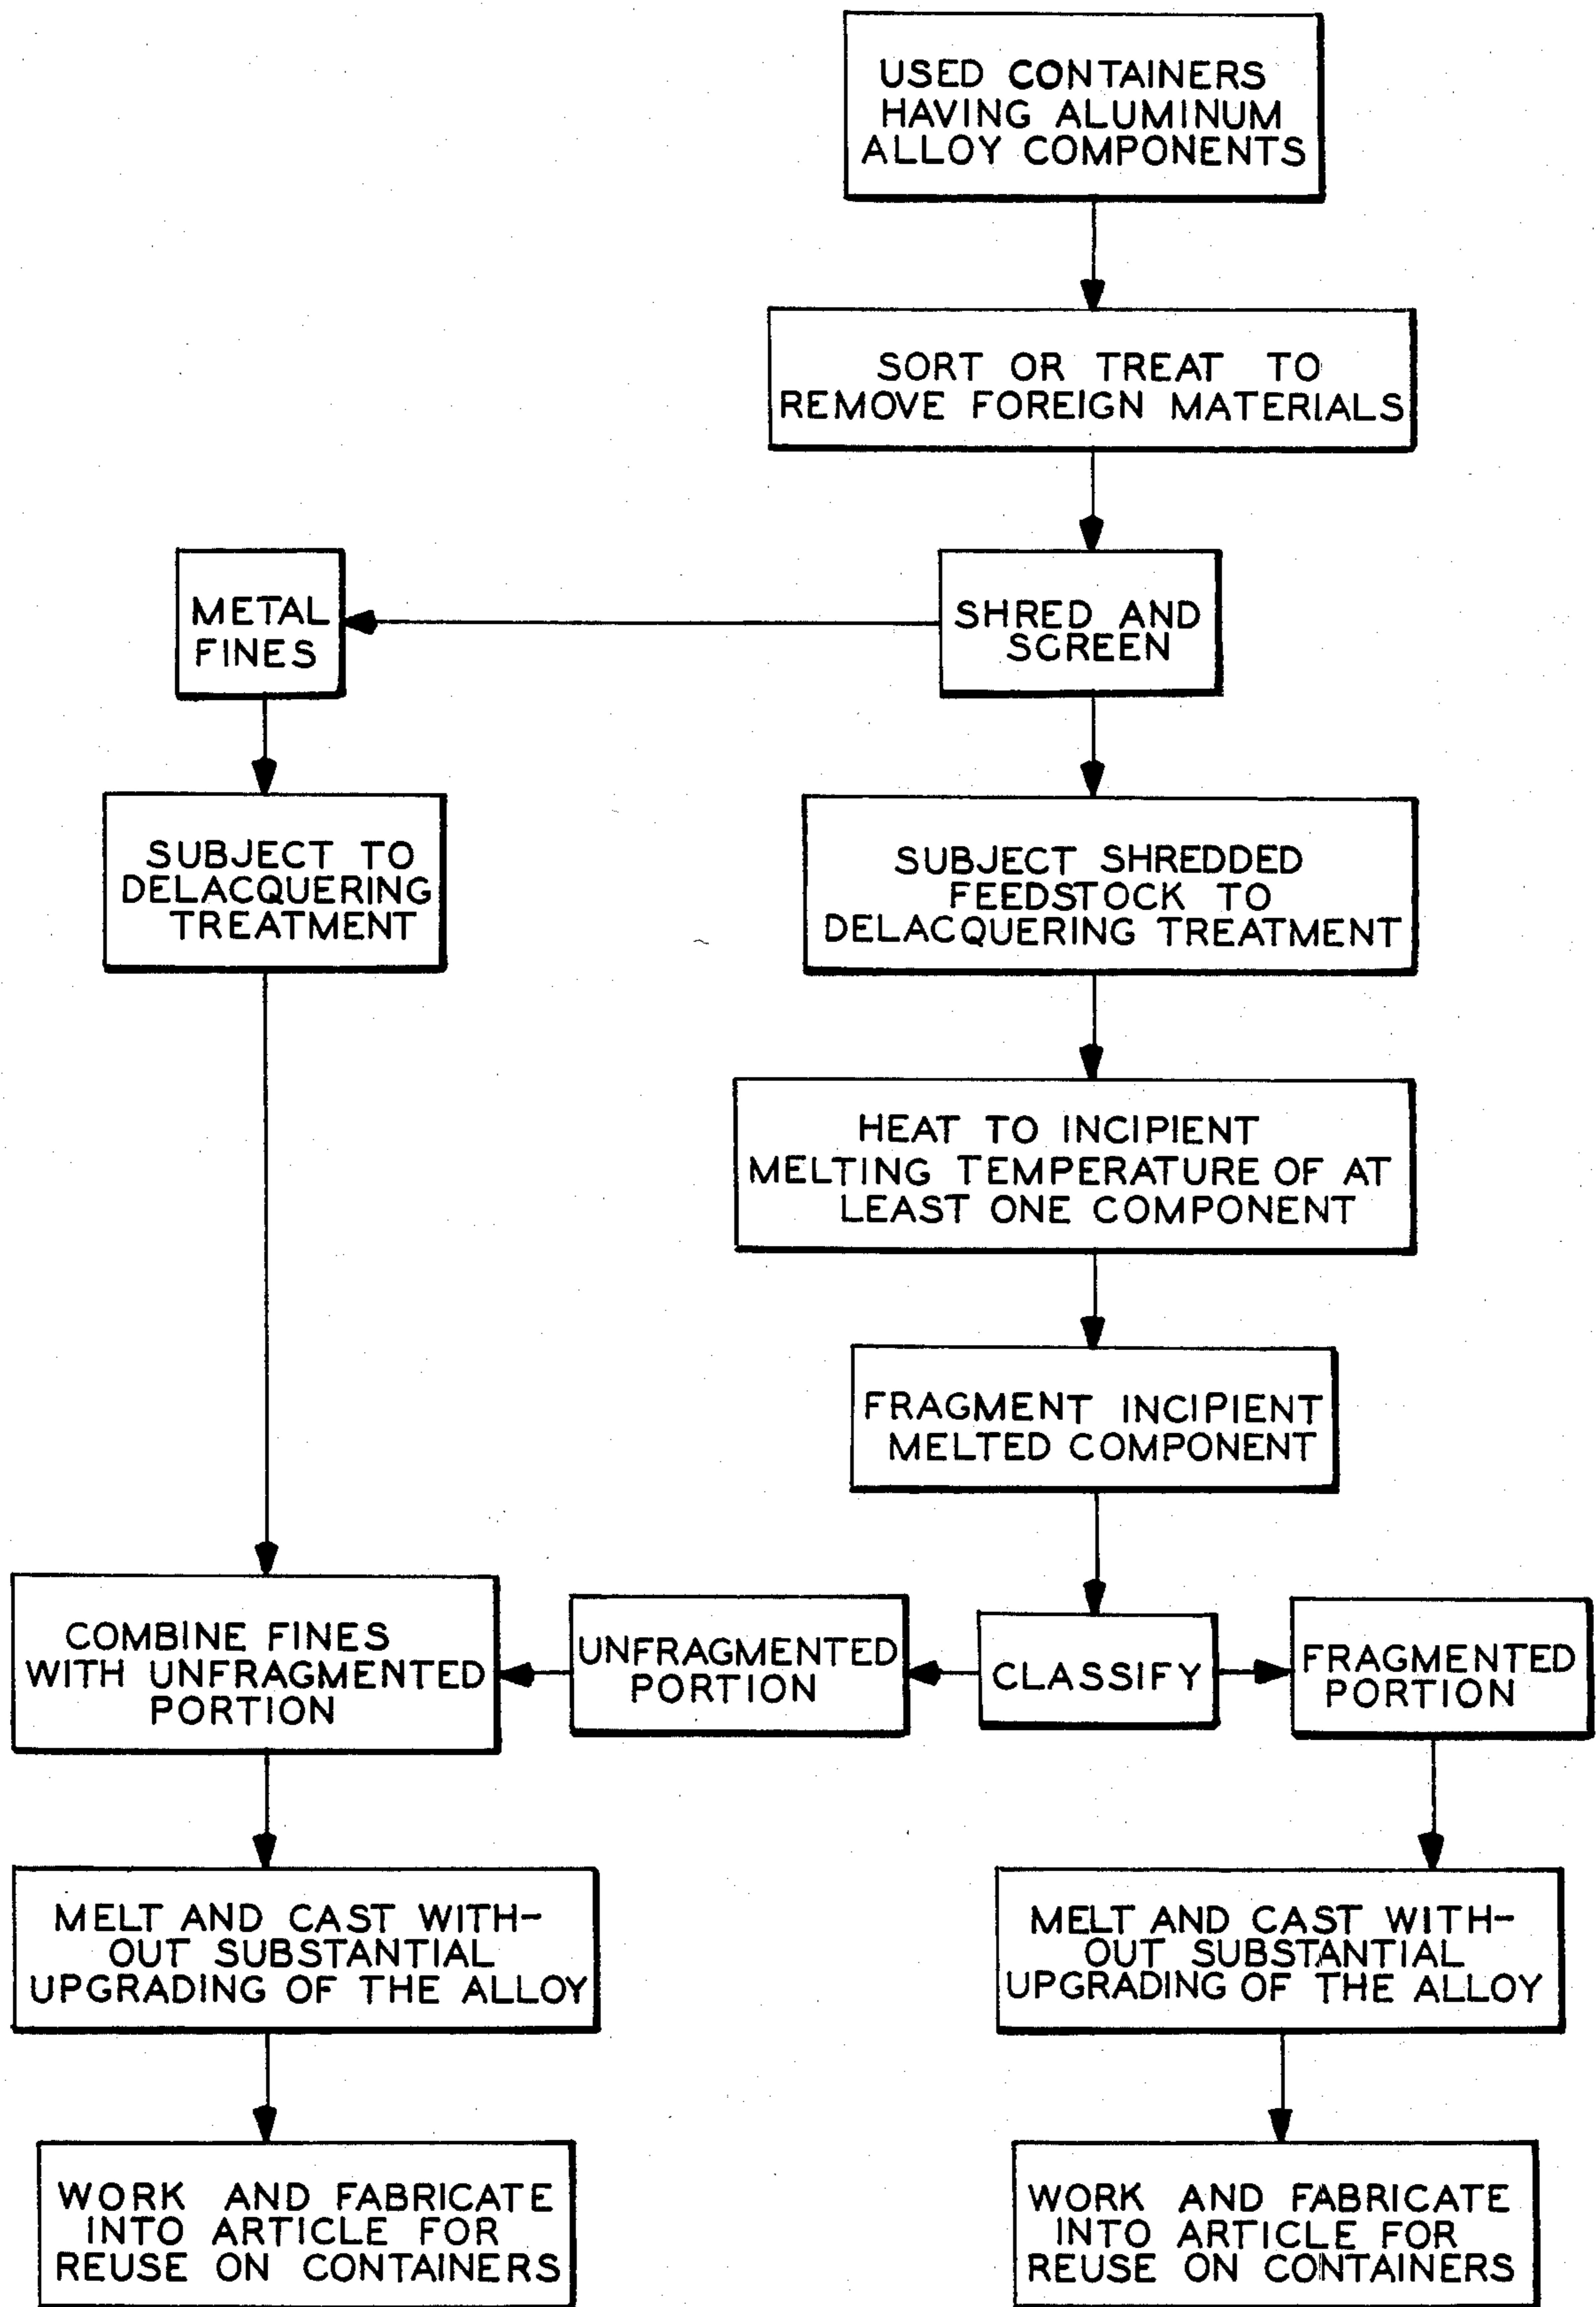 USED CONTAINERS
HAVING ALUMINUM
ALLOY COMPONENTS
SORT OR TREAT TO
REMOVE FOREIGN MATERIALS
METAL
FINES
SHRED AND
SCREEN
SUBJECT TO
DELACQUERING
TREATMENT
SUBJECT SHREDDED
FEEDSTOCK TO
DELACQUERING TREATMENT
HEAT TO INCIPIENT
MELTING TEMPERATURE OF AT
LEAST ONE COMPONENT
FRAGMENT INCIPIENT
MELTED COMPONENT
COMBINE FINES
WITH UNFRAGMENTED
PORTION
UNFRAGMENTED
PORTION
CLASSIFY
FRAGMENTED
PORTION
MELT AND CAST WITH-
OUT SUBSTANTIAL
UPGRADING OF THE ALLOY
MELT AND CAST WITH-
OUT SUBSTANTIAL
UPGRADING OF THE ALLOY
WORK AND FABRICATE
INTO ARTICLE FOR
REUSE ON CONTAINERS
WORK AND FABRICATE
INTO ARTICLE FOR
REUSE ON CONTAINERS